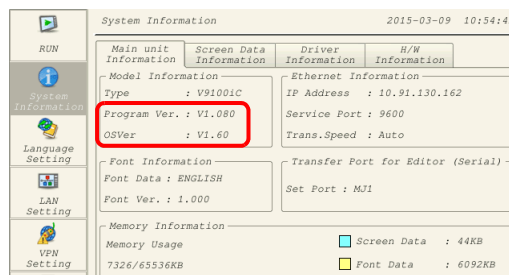 System Information 2015-03-09 10:54:4
RUN
System Information
Language Setting
LAN Setting
VPN Setting
Main unit Information
Screen Data Information
Driver Information
H/W Information
Model Information
Type : V9100iC
Program Ver. : V1.080
OSVer : V1.60
Ethernet Information
IP Address : 10.91.130.162
Service Port : 9600
Trans.Speed : Auto
Font Information
Font Data : ENGLISH
Font Ver. : 1.000
Transfer Port for Editor (Serial)
Set Port : MJ1
Memory Information
Memory Usage
7326/65536KB
Screen Data : 44KB
Font Data : 6092KB